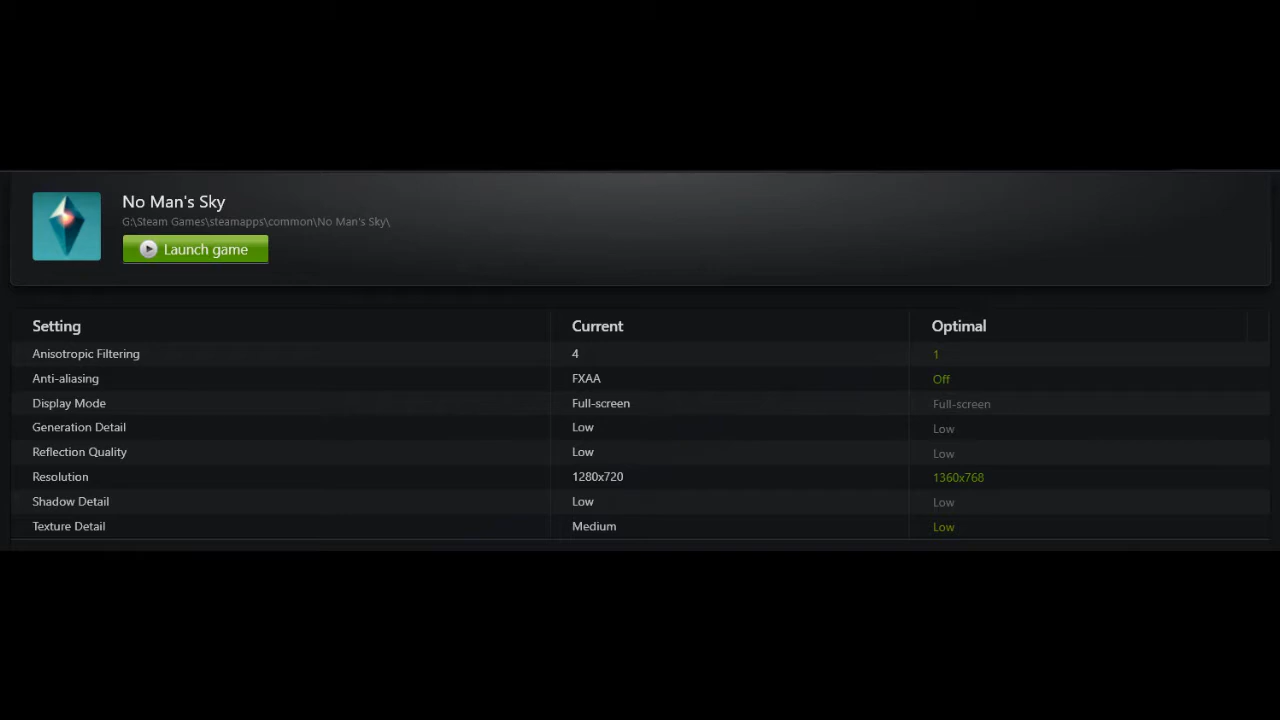 No Man's Sky
G:\Steam Games\steamapps\common\No Man's Sky\
Launch game
Setting Current Optimal
Anisotropic Filtering 4 1
Anti-aliasing FXAA Off
Display Mode Full-screen Full-screen
Generation Detail Low Low
Reflection Quality Low Low
Resolution 1280x720 1360x768
Shadow Detail Low Low
Texture Detail Medium Low